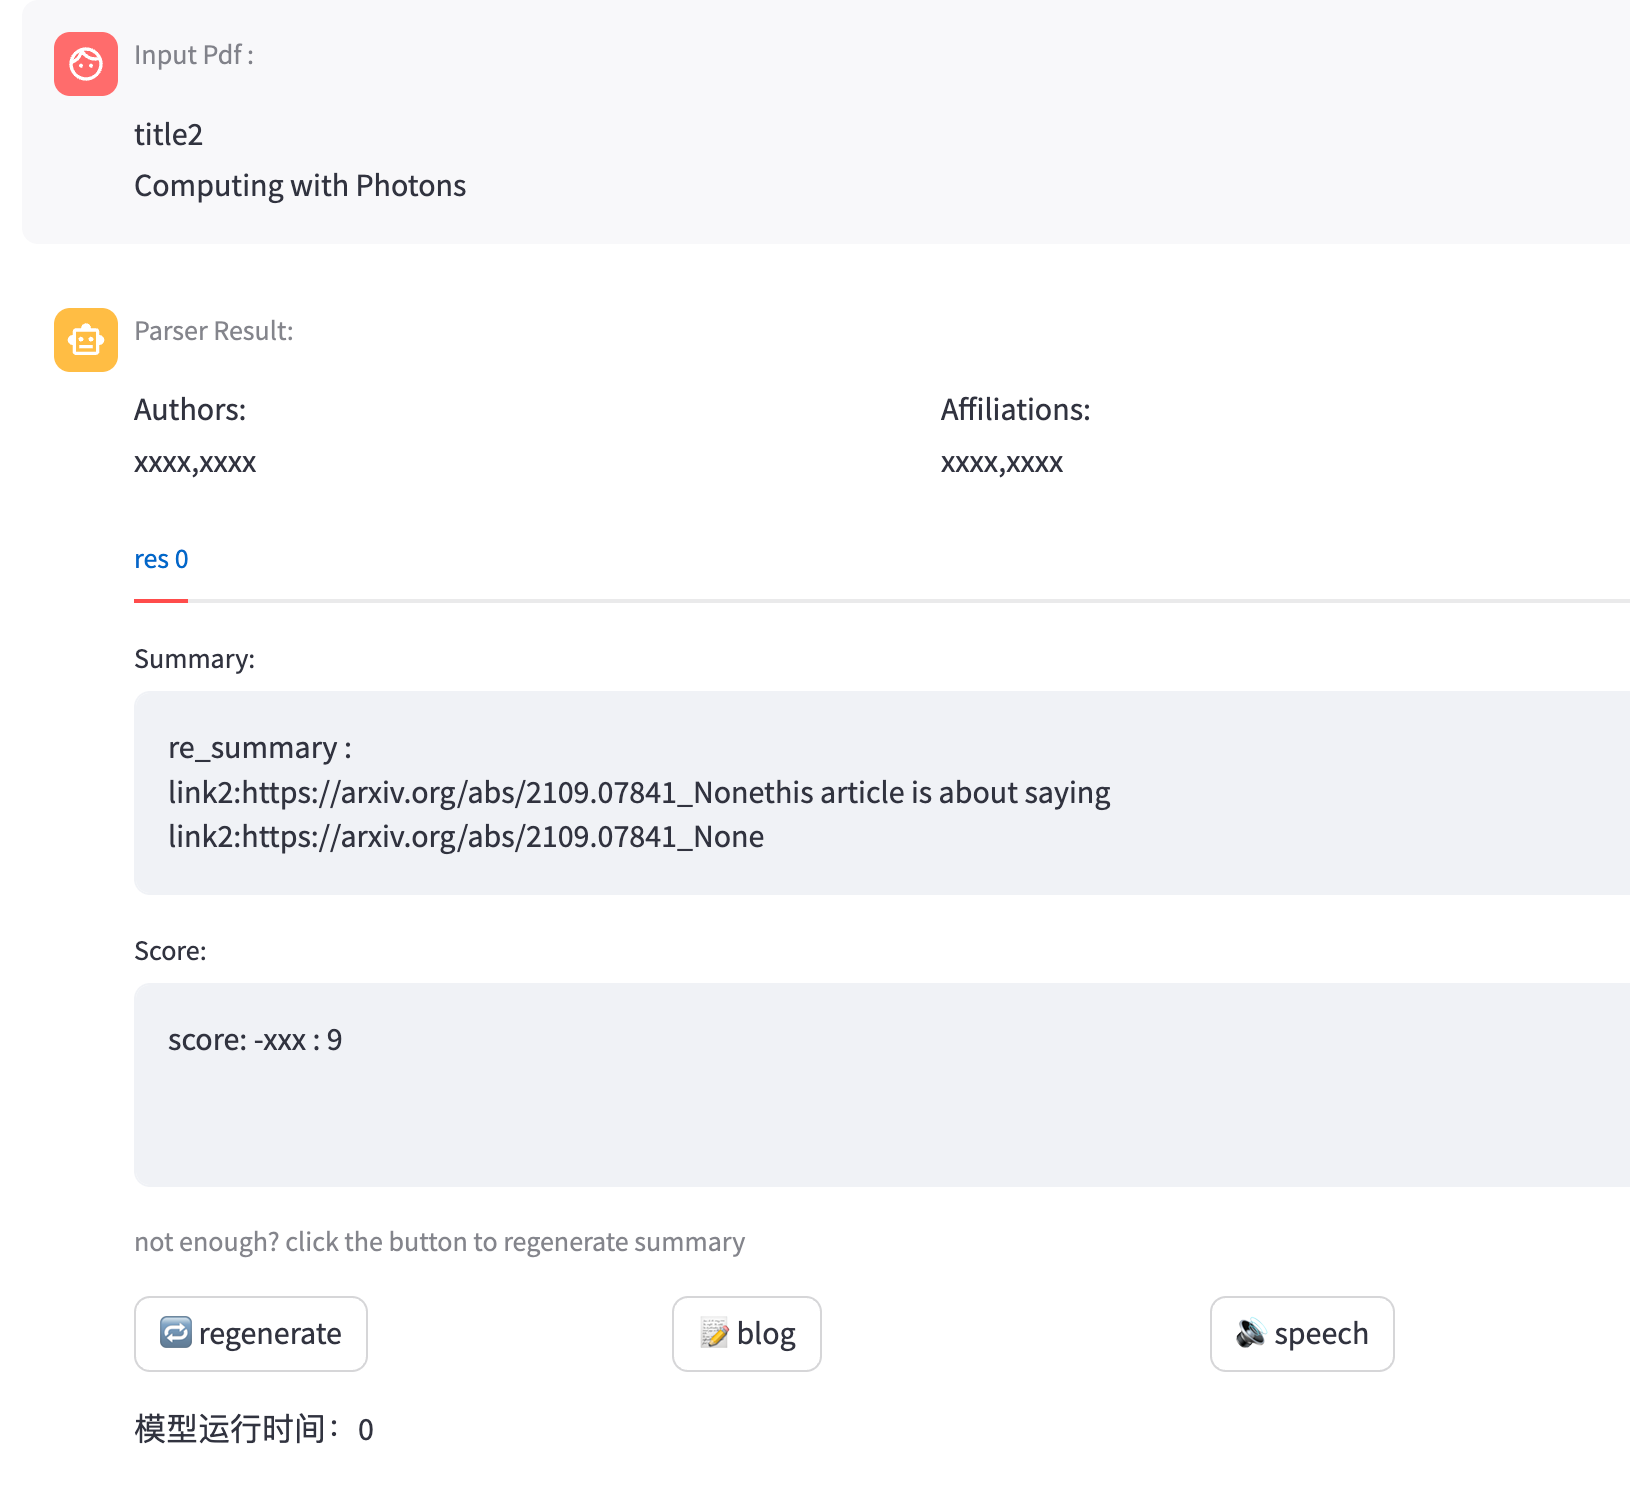 Input Pdf :
title2
Computing with Photons
Parser Result:
Authors:
xxxx,xxxx
Affiliations:
xxxx,xxxx
res 0
Summary:
re_summary :
link2:https://arxiv.org/abs/2109.07841_Nonethis article is about saying
link2:https://arxiv.org/abs/2109.07841_None
Score:
score: -xxx : 9
not enough? click the button to regenerate summary
regenerate
blog
speech
模型运行时间：0